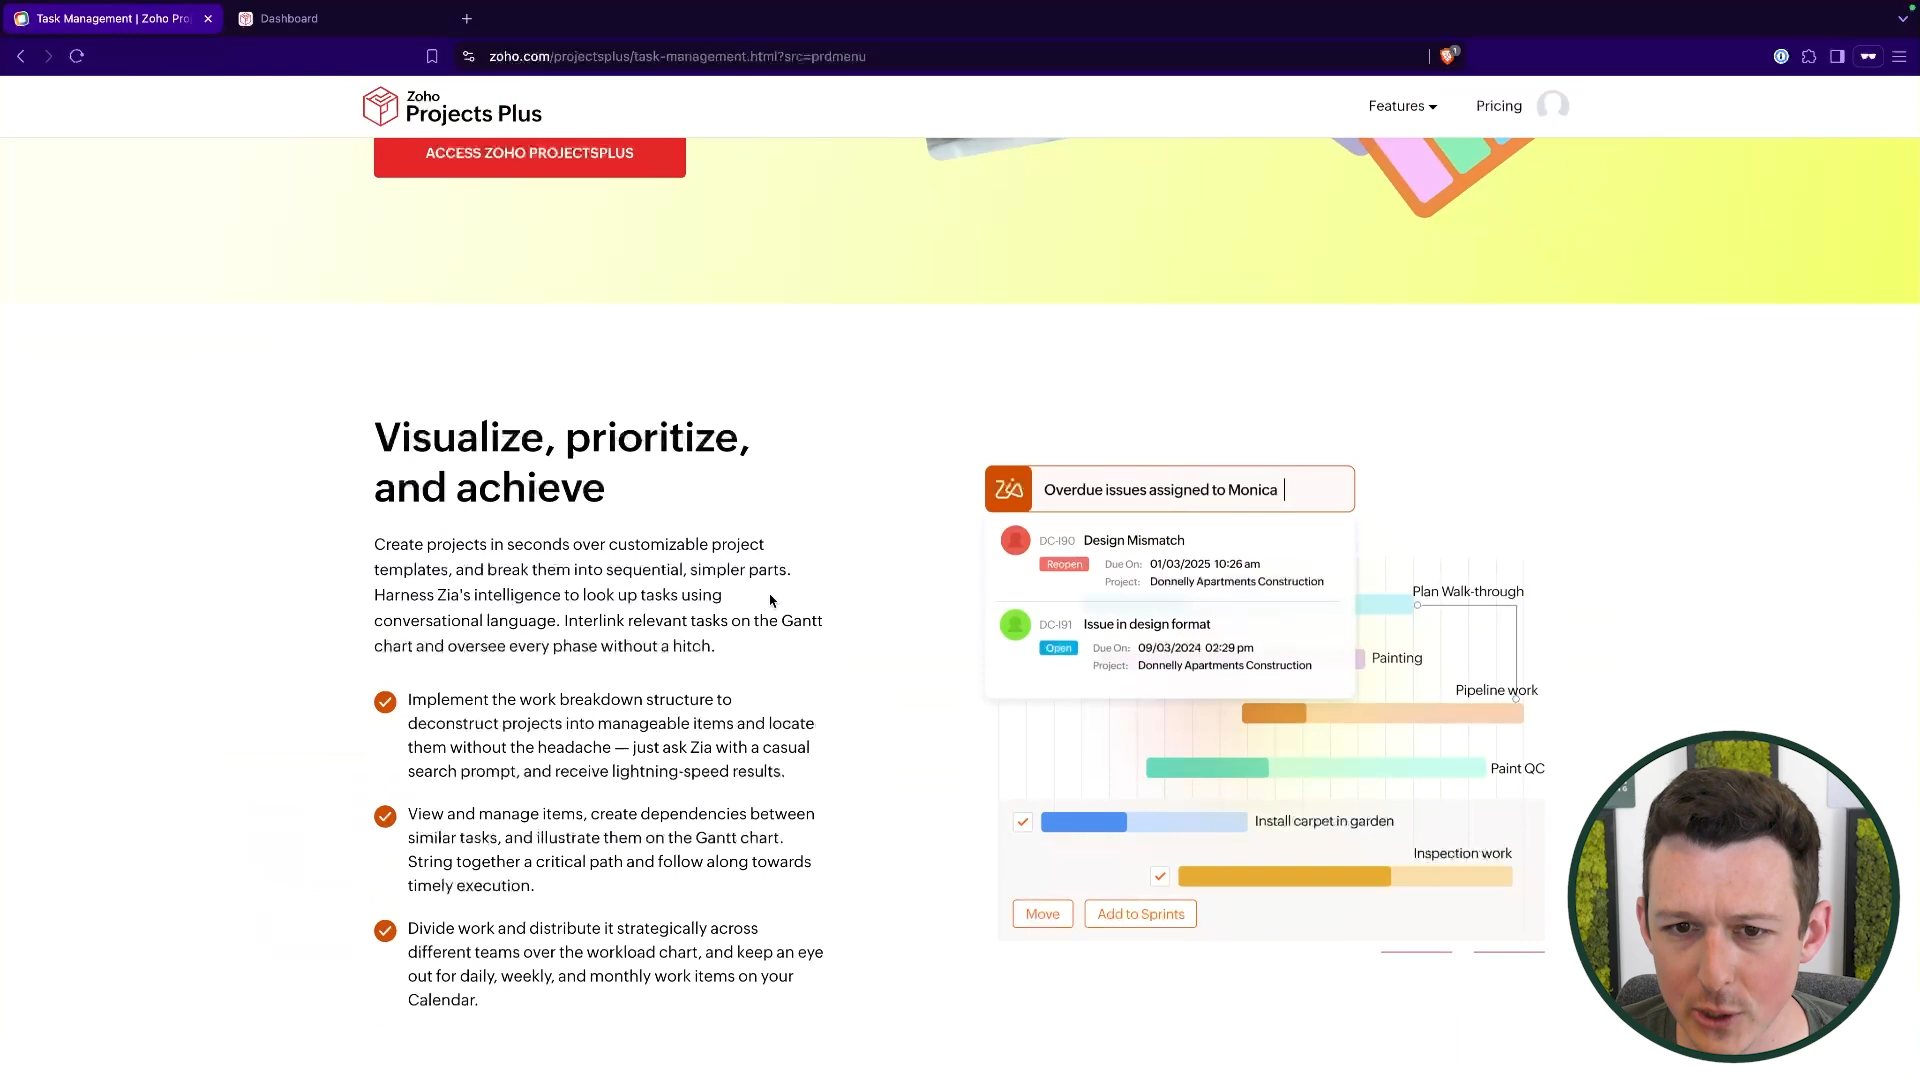 Task Management | Zoho Pro
Dashboard
zoho.com/projectsplus/task-management.html?src=prdmenu
1
Zoho
Projects Plus
Features
Pricing
ACCESS ZOHO PROJECTSPLUS
Visualize, prioritize,
and achieve
Create projects in seconds over customizable project
templates, and break them into sequential, simpler parts.
Harness Zia's intelligence to look up tasks using
conversational language. Interlink relevant tasks on the Gantt
chart and oversee every phase without a hitch.
Implement the work breakdown structure to
deconstruct projects into manageable items and locate
them without the headache — just ask Zia with a casual
search prompt, and receive lightning-speed results.
View and manage items, create dependencies between
similar tasks, and illustrate them on the Gantt chart.
String together a critical path and follow along towards
timely execution.
Divide work and distribute it strategically across
different teams over the workload chart, and keep an eye
out for daily, weekly, and monthly work items on your
Calendar.
Zia
Overdue issues assigned to Monica
DC-I90 Design Mismatch
Reopen Due On: 01/03/2025 10:26 am
Project: Donnelly Apartments Construction
DC-I91 Issue in design format
Open Due On: 09/03/2024 02:29 pm
Project: Donnelly Apartments Construction
Plan Walk-through
Painting
Pipeline work
Paint QC
Install carpet in garden
Inspection work
Move
Add to Sprints